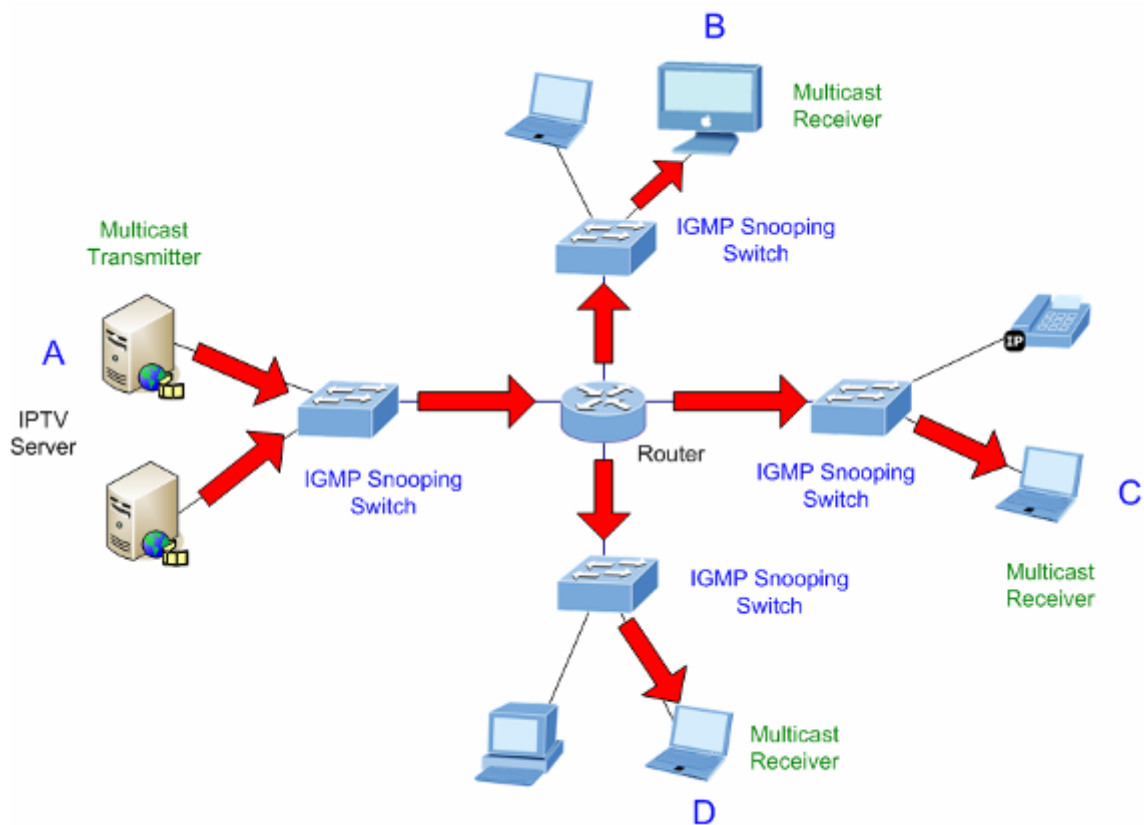 B
Multicast
Receiver
IGMP Snooping
Switch
Multicast
Transmitter
A
IPTV
Server
IGMP Snooping
Switch
Router
IP
IGMP Snooping
Switch
C
Multicast
Receiver
IGMP Snooping
Switch
Multicast
Receiver
D